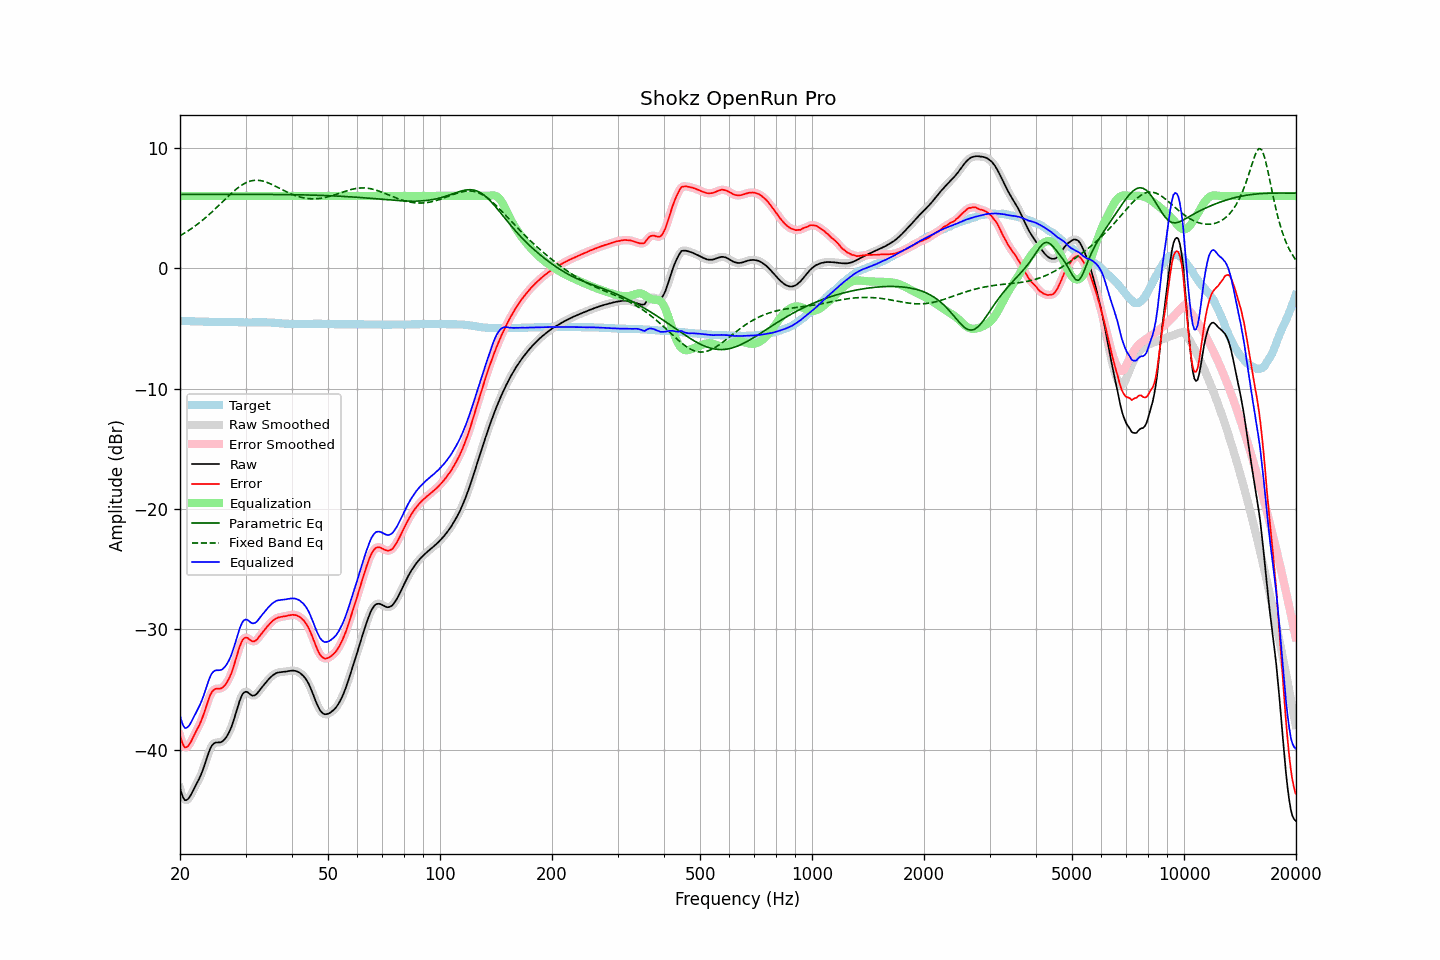 Shokz OpenRun Pro
Amplitude (dBr)
10
0
−10
−20
−30
−40
Target
Raw Smoothed
Error Smoothed
Raw
Error
Equalization
Parametric Eq
Fixed Band Eq
Equalized
20 50 100 200 500 1000 2000 5000 10000 20000
Frequency (Hz)